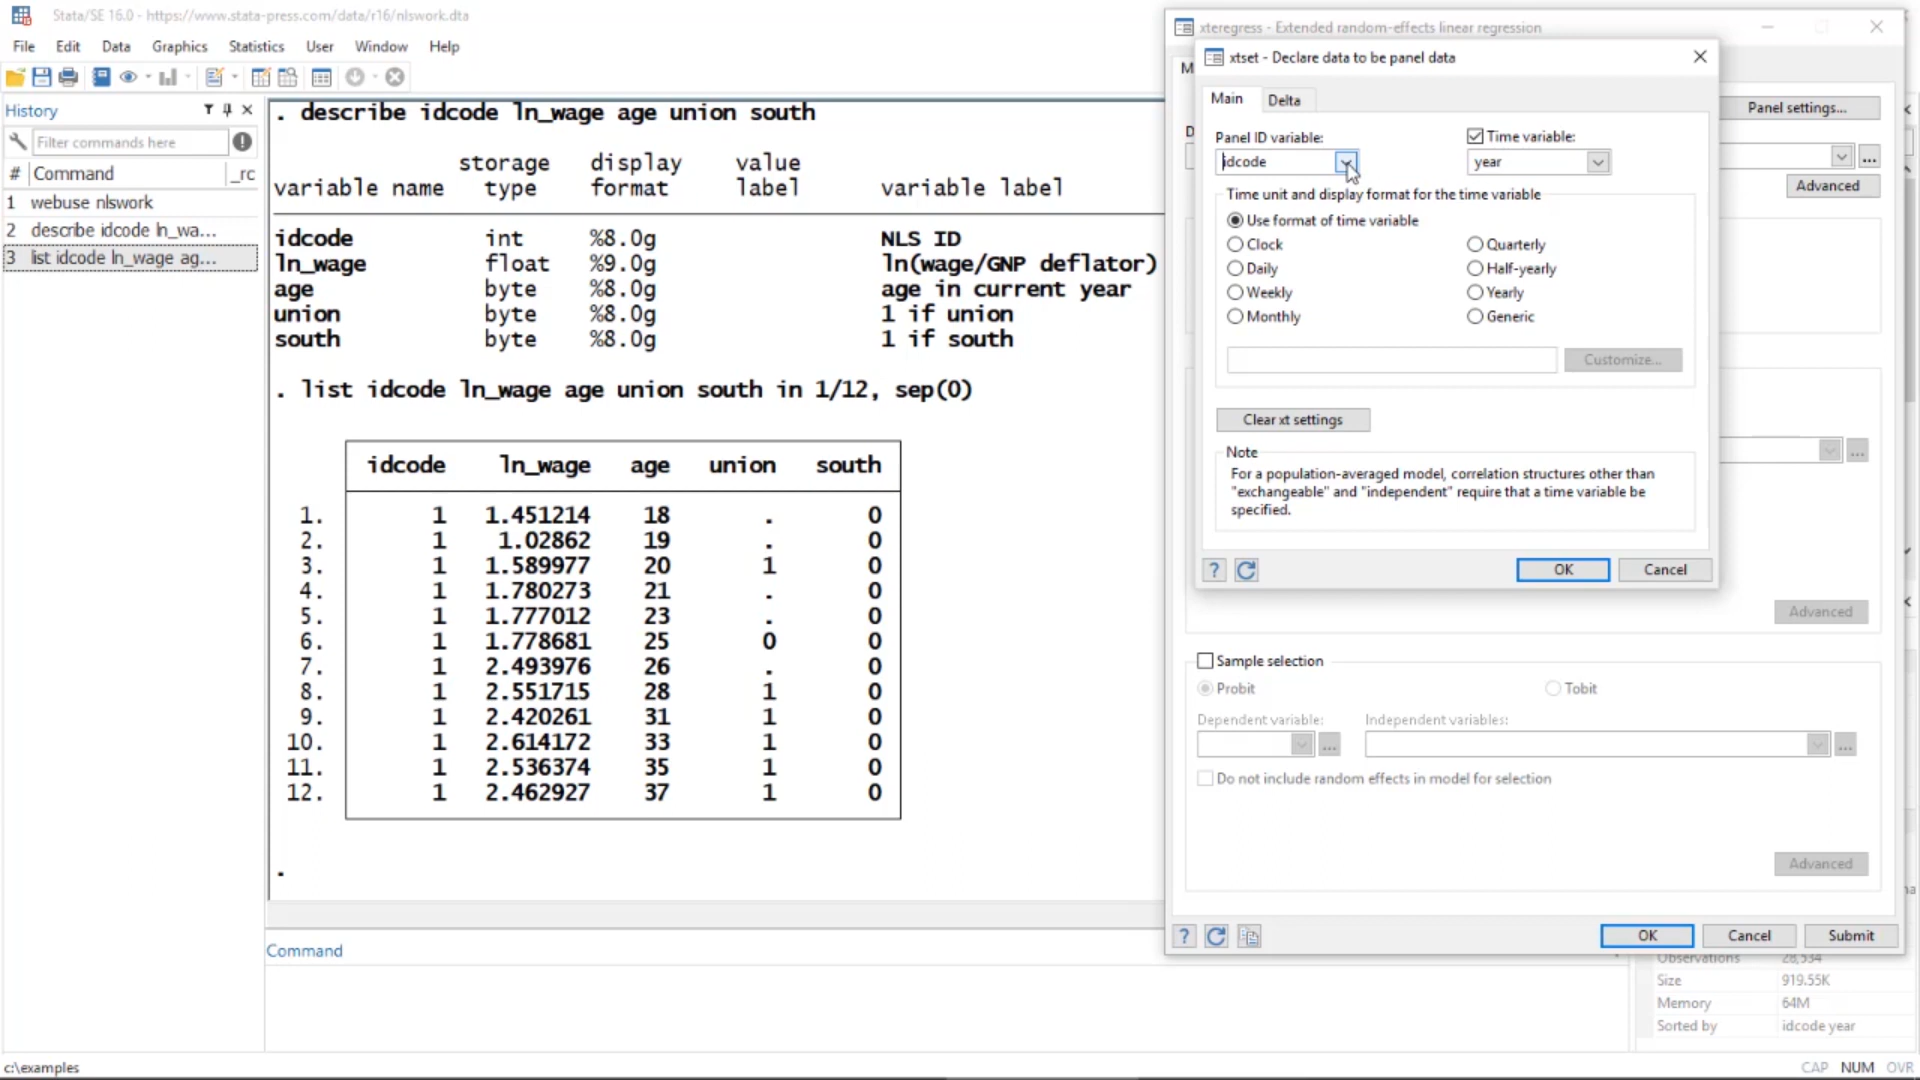 Stata/SE 16.0 - https://www.stata-press.com/data/r16/nlswork.dta
File Edit Data Graphics Statistics User Window Help
History
Filter commands here
# Command _rc
1 webuse nlswork
2 describe idcode ln_wa...
3 list idcode ln_wage ag...
. describe idcode ln_wage age union south
storage display value
variable name type format label variable label
idcode int %8.0g NLS ID
ln_wage float %9.0g ln(wage/GNP deflator)
age byte %8.0g age in current year
union byte %8.0g 1 if union
south byte %8.0g 1 if south
. list idcode ln_wage age union south in 1/12, sep(0)
idcode ln_wage age union south
1. 1 1.451214 18 . 0
2. 1 1.02862 19 . 0
3. 1 1.589977 20 1 0
4. 1 1.780273 21 . 0
5. 1 1.777012 23 . 0
6. 1 1.778681 25 0 0
7. 1 2.493976 26 . 0
8. 1 2.551715 28 1 0
9. 1 2.420261 31 1 0
10. 1 2.614172 33 1 0
11. 1 2.536374 35 1 0
12. 1 2.462927 37 1 0
.
Command
c:\examples
xteregress - Extended random-effects linear regression
xtset - Declare data to be panel data
Main Delta
Panel settings...
Panel ID variable: Time variable:
idcode year
...
Advanced
Time unit and display format for the time variable
Use format of time variable
Clock Quarterly
Daily Half-yearly
Weekly Yearly
Monthly Generic
Customize...
Clear xt settings
...
Note
For a population-averaged model, correlation structures other than
"exchangeable" and "independent" require that a time variable be
specified.
? OK Cancel
Advanced
Sample selection
Probit Tobit
Dependent variable: Independent variables:
... ...
Do not include random effects in model for selection
Advanced
? OK Cancel Submit
Observations 28,534
Size 919.55K
Memory 64M
Sorted by idcode year
CAP NUM OVR